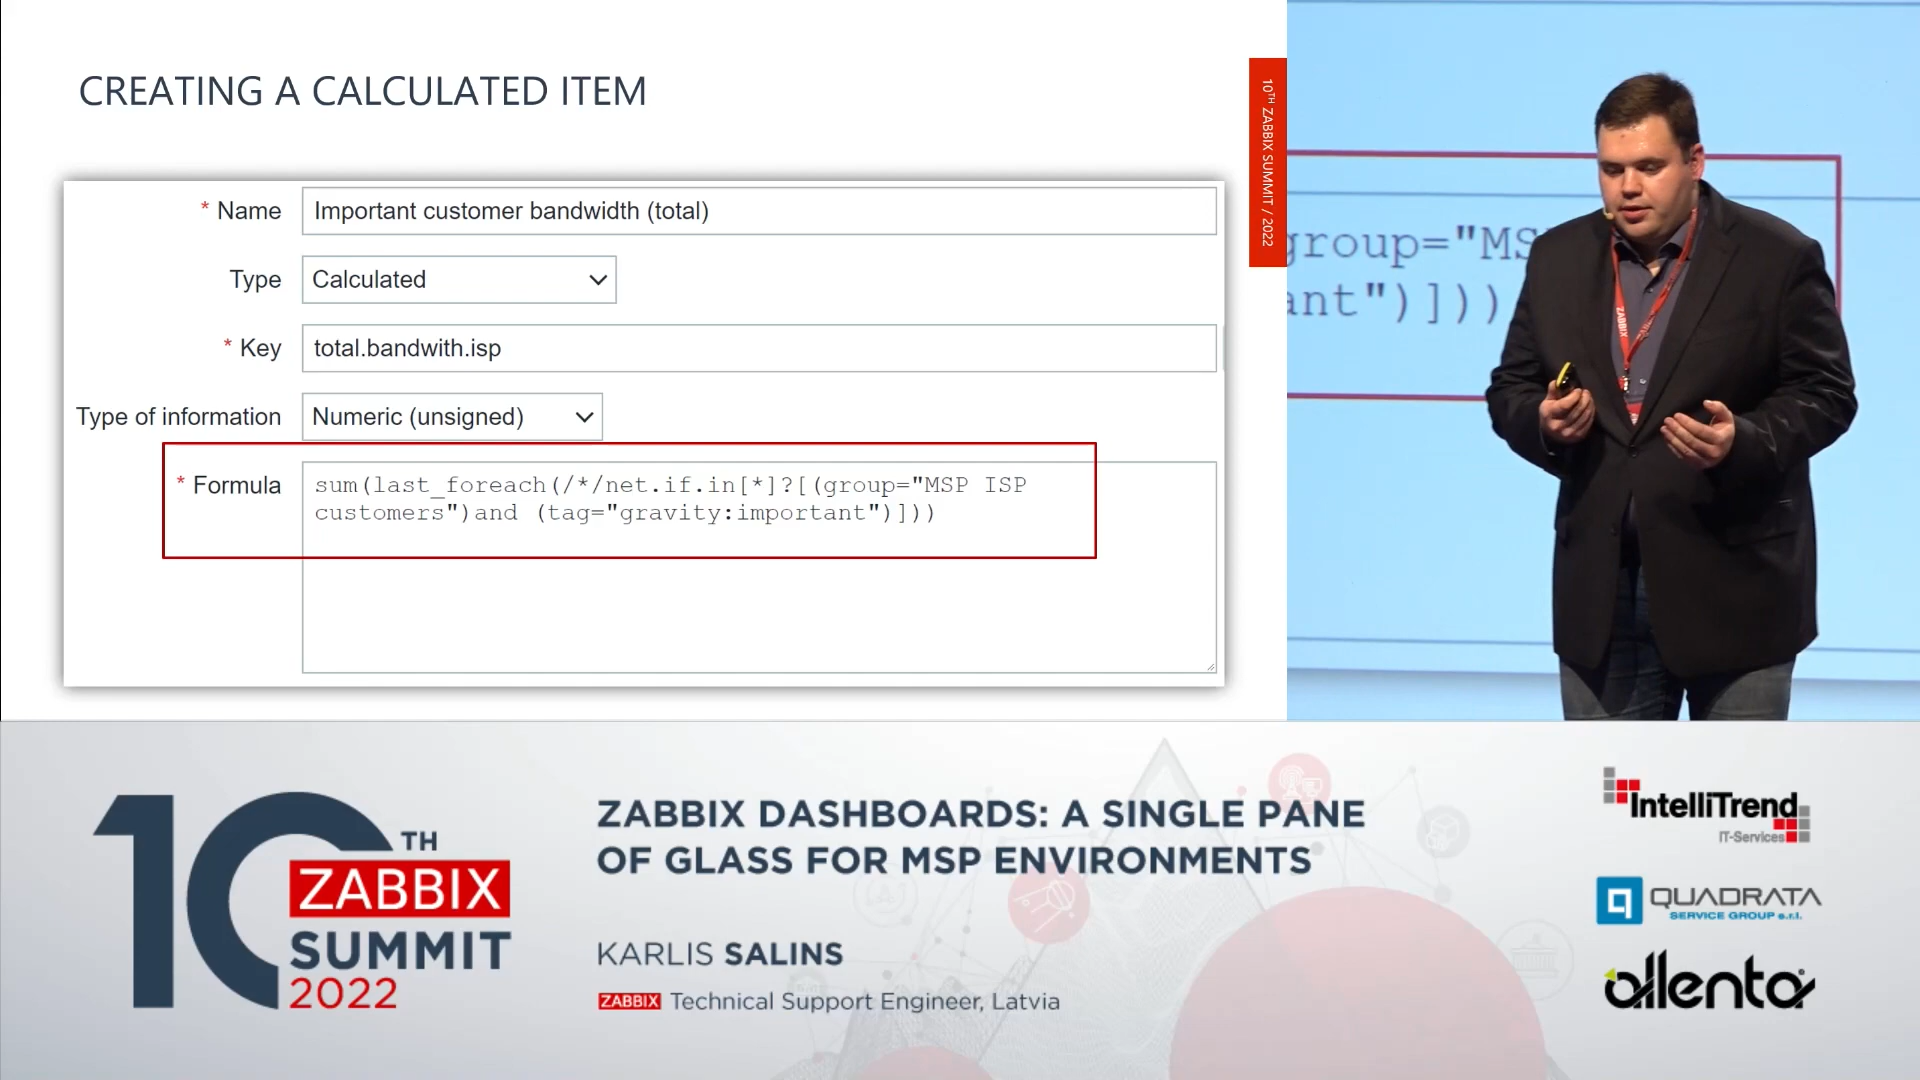 CREATING A CALCULATED ITEM
10TH ZABBIX SUMMIT / 2022
* Name
Important customer bandwidth (total)
Type
Calculated
* Key
total.bandwith.isp
Type of information
Numeric (unsigned)
* Formula
sum(last_foreach(/*/net.if.in[*]?[(group="MSP ISP
customers")and (tag="gravity:important")]))
group="MS
ant")]))
ZABBIX
10TH
ZABBIX
SUMMIT
2022
ZABBIX DASHBOARDS: A SINGLE PANE
OF GLASS FOR MSP ENVIRONMENTS
KARLIS SALINS
ZABBIX Technical Support Engineer, Latvia
IntelliTrend
IT-Services
QUADRATA
SERVICE GROUP s.r.l.
allenta